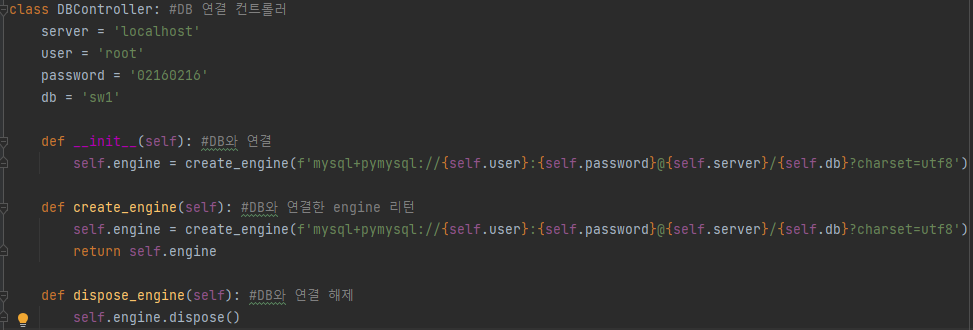 class DBController: #DB 연결 컨트롤러
    server = 'localhost'
    user = 'root'
    password = '02160216'
    db = 'sw1'
    def __init__(self): #DB와 연결
        self.engine = create_engine(f'mysql+pymysql://{self.user}:{self.password}@{self.server}/{self.db}?charset=utf8')
    def create_engine(self): #DB와 연결한 engine 리턴
        self.engine = create_engine(f'mysql+pymysql://{self.user}:{self.password}@{self.server}/{self.db}?charset=utf8')
        return self.engine
    def dispose_engine(self): #DB와 연결 해제
        self.engine.dispose()